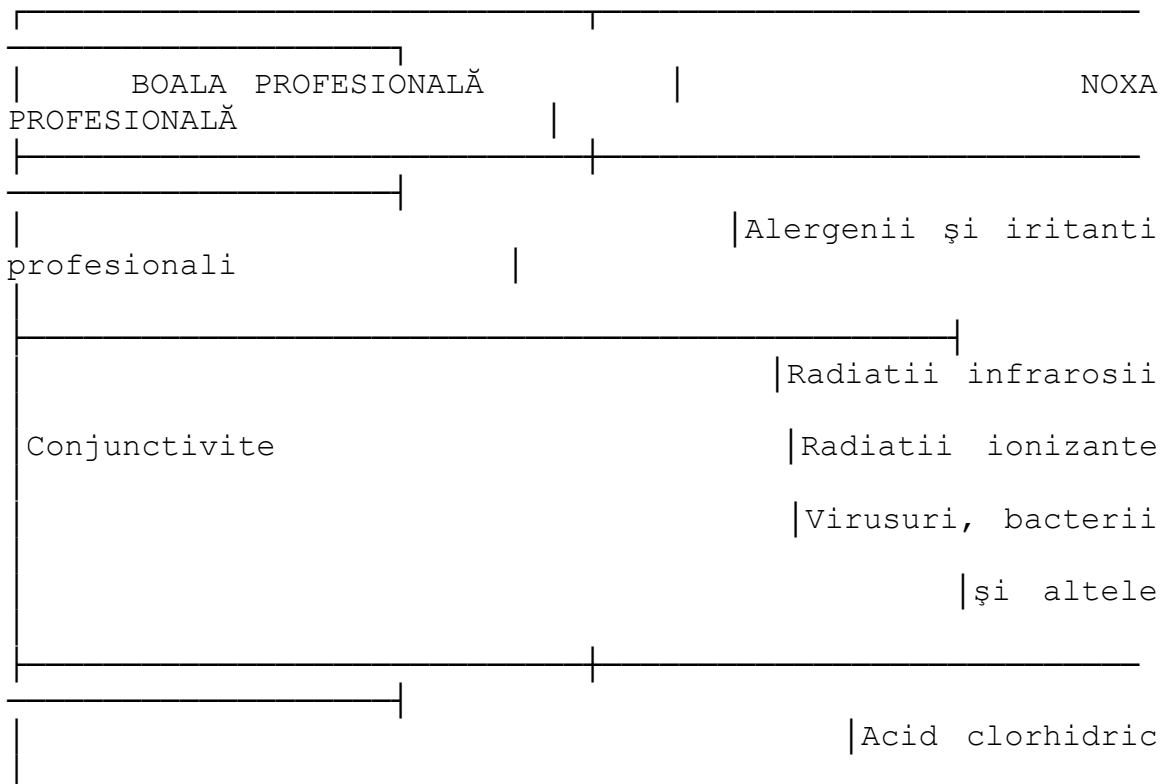 BOALA PROFESIONALĂ NOXA
PROFESIONALĂ
Alergenii şi iritanti
profesionali
Radiatii infrarosii
Conjunctivite Radiatii ionizante
Virusuri, bacterii
şi altele
Acid clorhidric